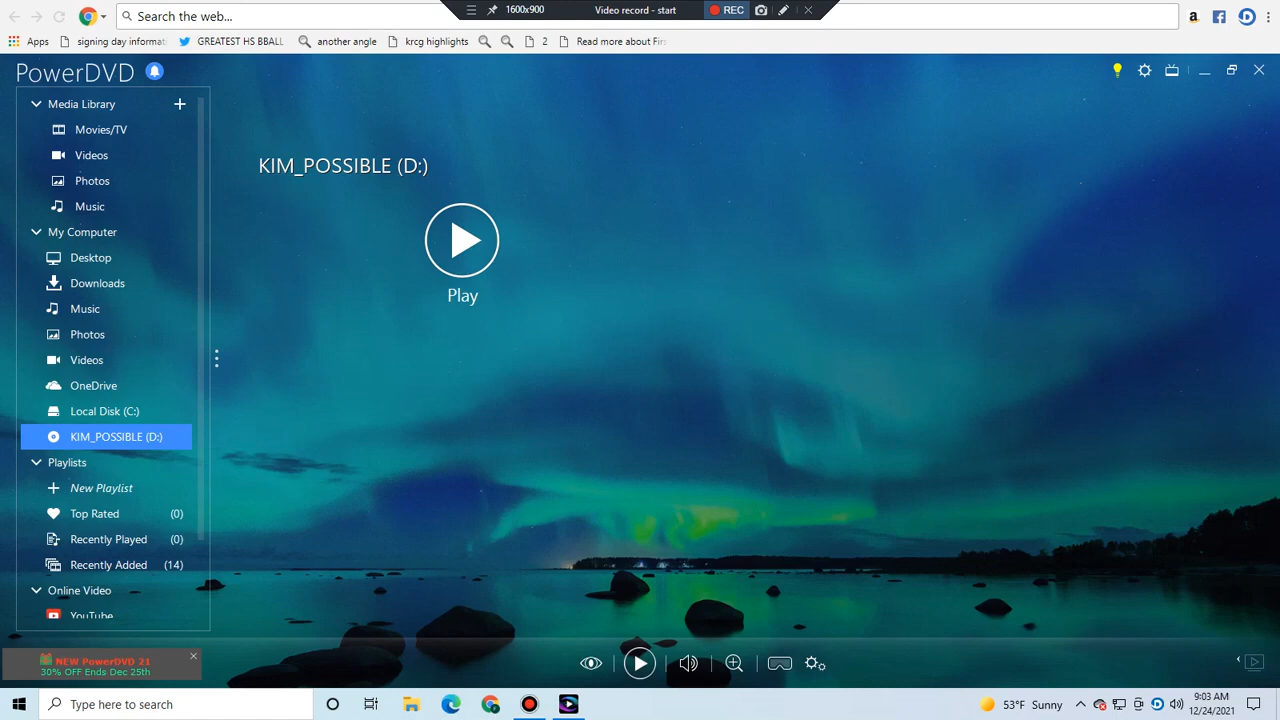 1600x900
Video record - start
REC
Search the web...
Apps
signing day informat
GREATEST HS BBALL
another angle
krcg highlights
2
Read more about Firs
PowerDVD
Media Library
Movies/TV
Videos
Photos
Music
My Computer
Desktop
Downloads
Music
Photos
Videos
OneDrive
Local Disk (C:)
KIM_POSSIBLE (D:)
Playlists
New Playlist
Top Rated (0)
Recently Played (0)
Recently Added (14)
Online Video
YouTube
KIM_POSSIBLE (D:)
Play
NEW PowerDVD 21
30% OFF Ends Dec 25th
Type here to search
53°F Sunny
9:03 AM
12/24/2021